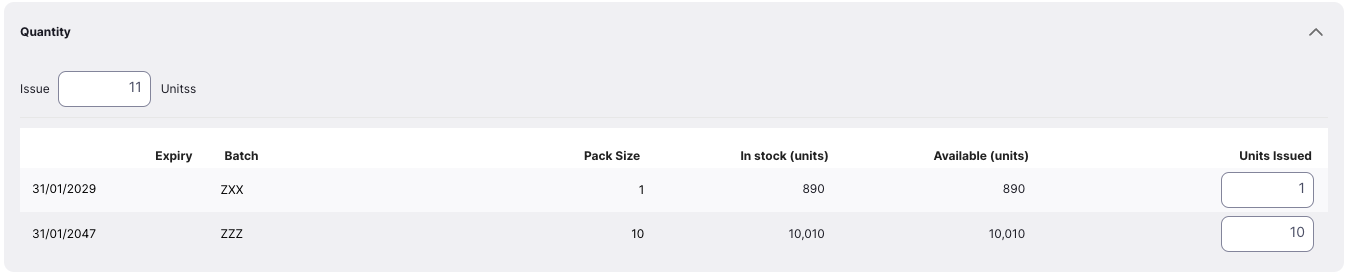 Quantity
Issue 11 Unitss
Expiry Batch Pack Size In stock (units) Available (units) Units Issued
31/01/2029 ZXX 1 890 890 1
31/01/2047 ZZZ 10 10,010 10,010 10